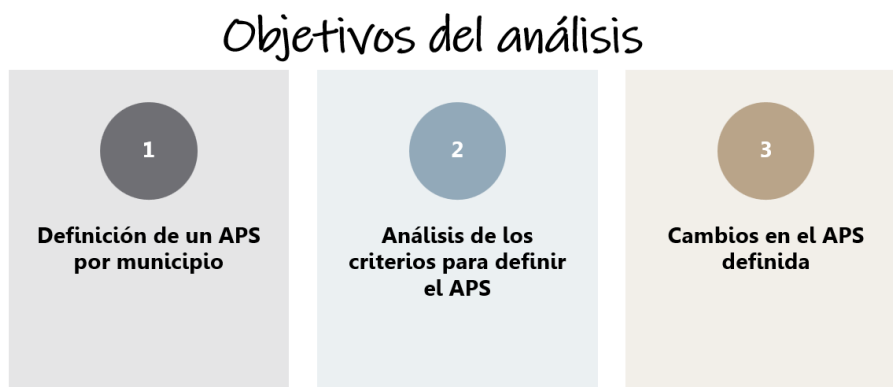 Objetivos del análisis
1
Definición de un APS
por municipio
2
Análisis de los
criterios para definir
el APS
3
Cambios en el APS
definida